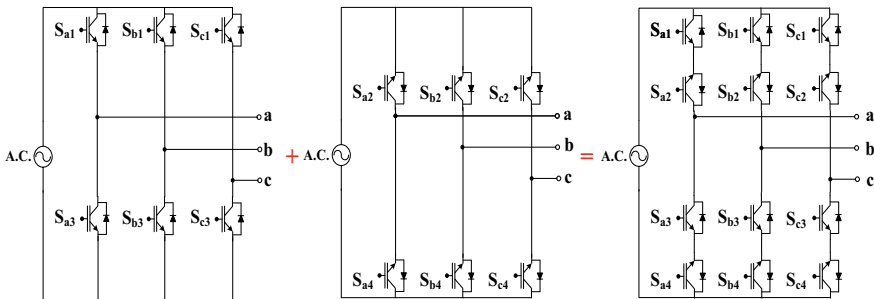 Sa1 Sb1 Sc1
a
b
A.C.
c
Sa3 Sb3 Sc3
+
Sa2 Sb2 Sc2
a
b
A.C.
c
Sa4 Sb4 Sc4
=
Sa1 Sb1 Sc1
Sa2 Sb2 Sc2
a
b
A.C.
c
Sa3 Sb3 Sc3
Sa4 Sb4 Sc4